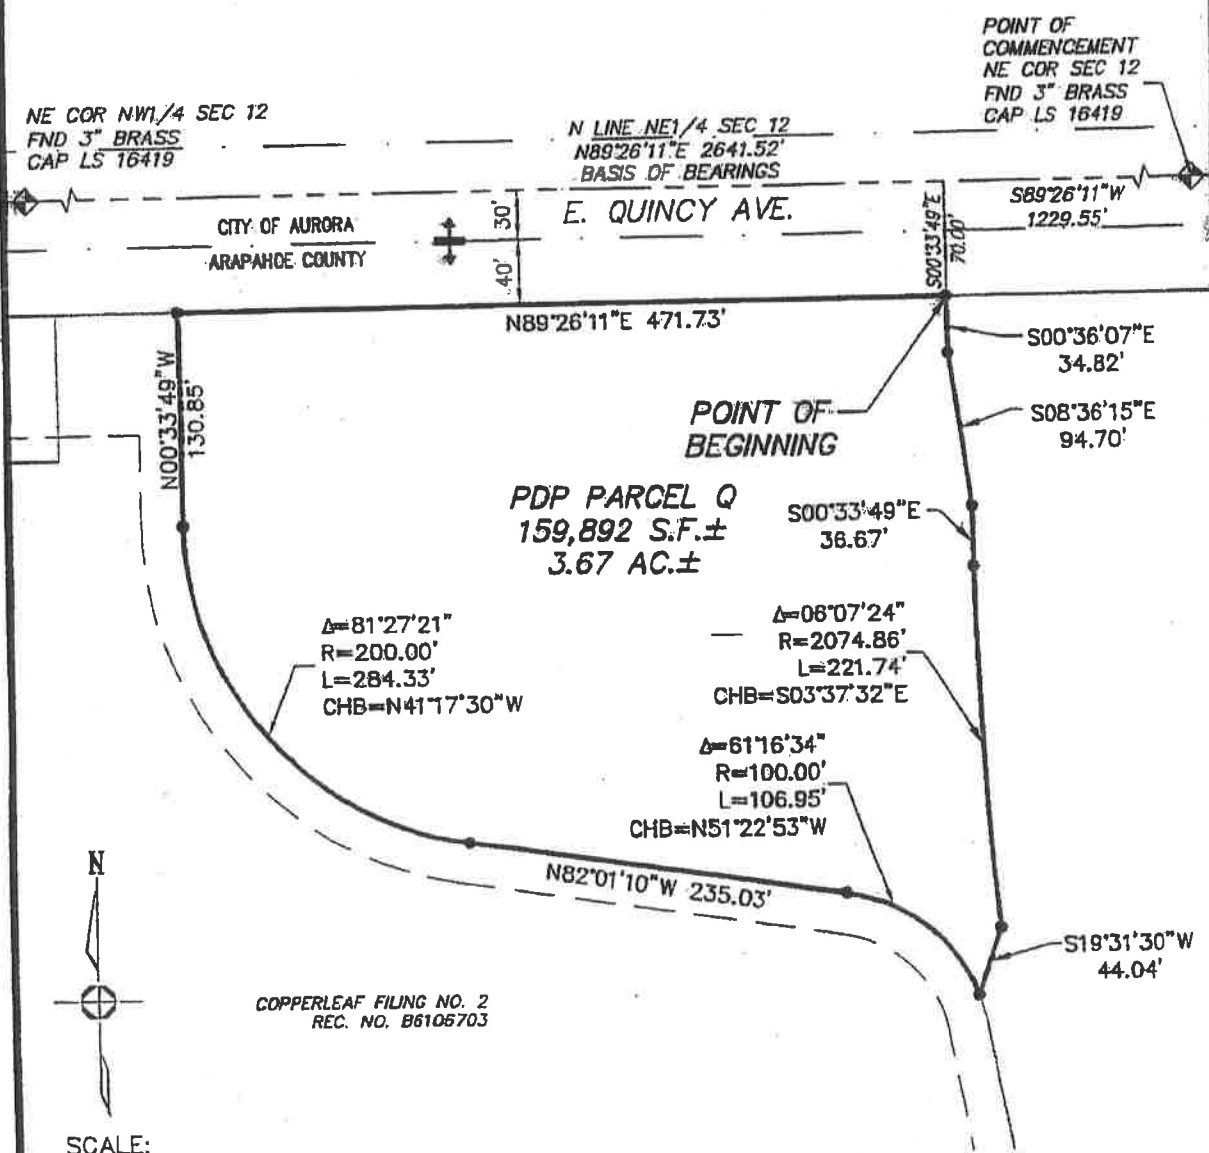 POINT OF
COMMENCEMENT
NE COR SEC 12
FND 3" BRASS
CAP LS 16419
NE COR NW1/4 SEC 12
FND 3" BRASS
CAP LS 16419
N LINE NE1/4 SEC 12
N89°26'11"E 2641.52'
BASIS OF BEARINGS
S89°26'11"W
1229.55'
CITY OF AURORA
ARAPAHOE COUNTY
30'
40'
E. QUINCY AVE.
S00°33'49"E
70.00'
N89°26'11"E 471.73'
S00°36'07"E
34.82'
N00°33'49"W
130.85'
POINT OF
BEGINNING
S08°36'15"E
94.70'
PDP PARCEL Q
159,892 S.F.±
3.67 AC.±
S00°33'49"E
36.67'
Δ=81°27'21"
R=200.00'
L=284.33'
CHB=N41°17'30"W
Δ=06°07'24"
R=2074.86'
L=221.74'
CHB=S03°37'32"E
Δ=61°16'34"
R=100.00'
L=106.95'
CHB=N51°22'53"W
N82°01'10"W 235.03'
S19°31'30"W
44.04'
N
COPPERLEAF FILING NO. 2
REC. NO. B6106703
SCALE: